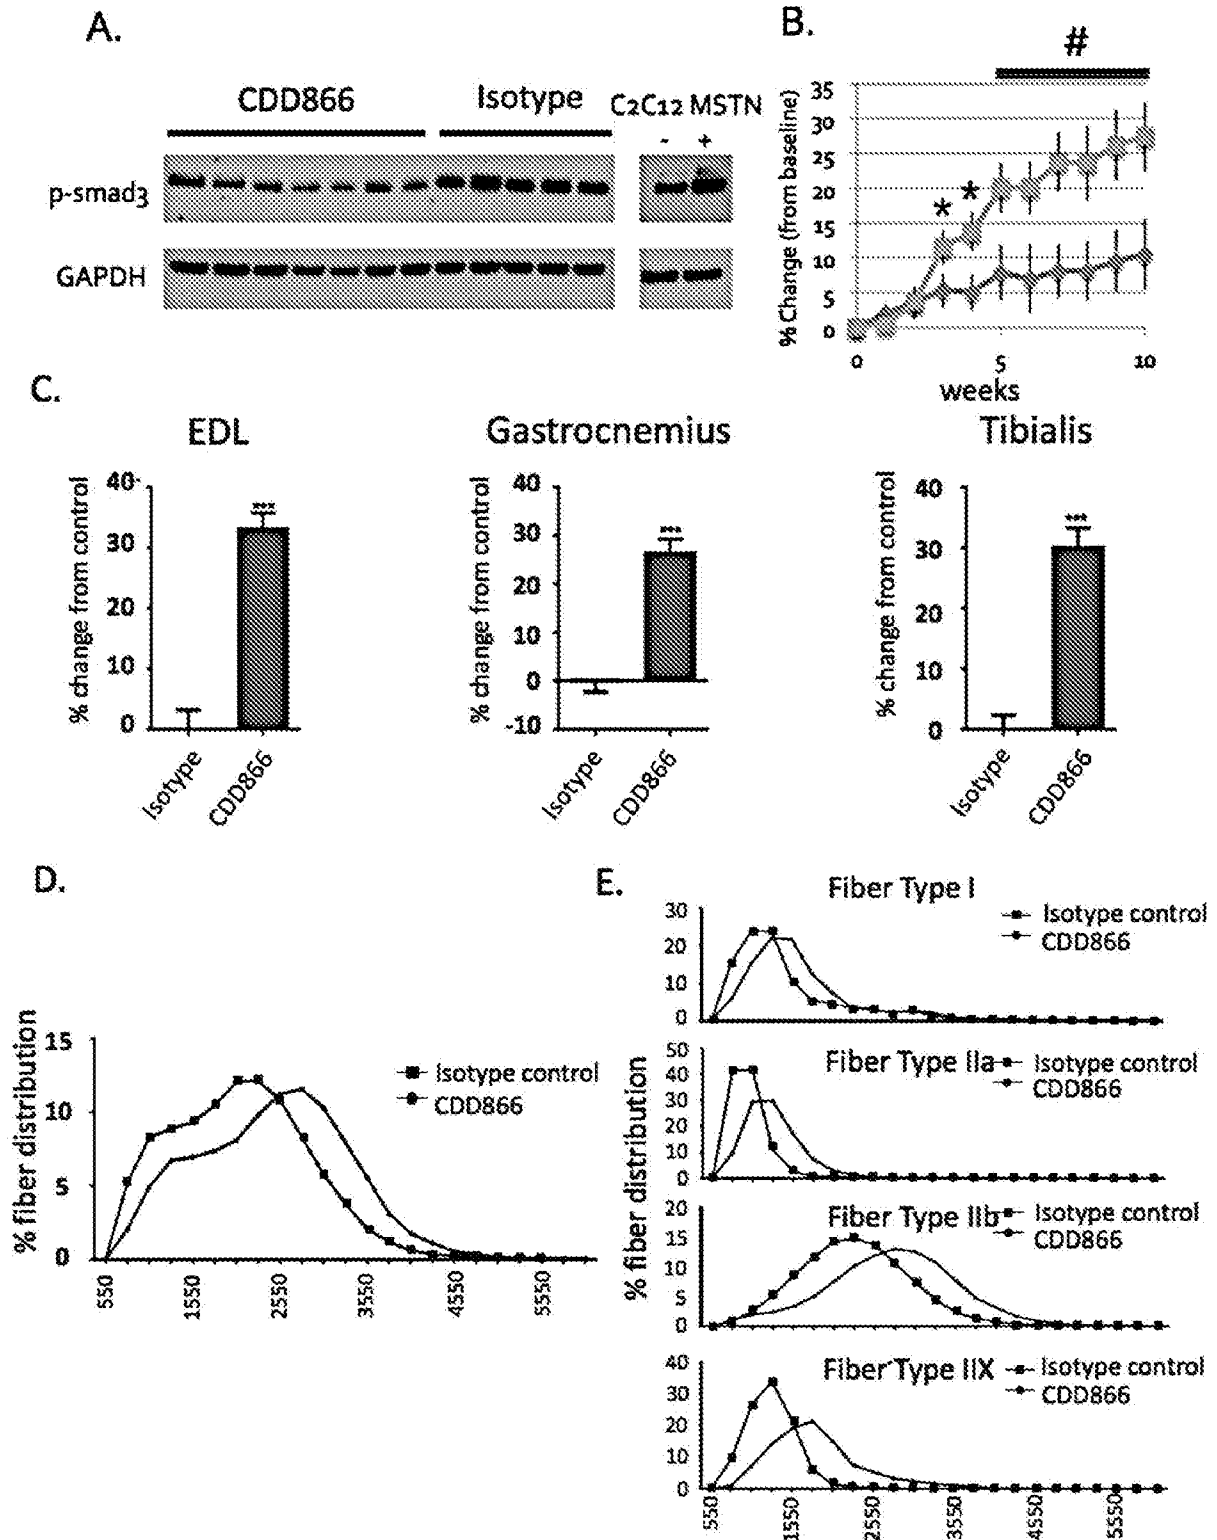 A.
CDD866
Isotype
C2C12 MSTN
- +
p-smad3
GAPDH
B.
#
% Change (from baseline)
35
30
25
20
15
10
5
0
* *
0 5 10
weeks
C.
EDL
% change from control
40
30
20
10
0
Isotype
CDD866
Gastrocnemius
% change from control
40
30
20
10
0
-10
***
Isotype
CDD866
Tibialis
% change from control
40
30
20
10
0
***
Isotype
CDD866
D.
% fiber distribution
15
10
5
0
Isotype control
CDD866
550 1550 2550 3550 4550 5550
E.
% fiber distribution
Fiber Type I
Isotype control
CDD866
30
20
10
0
Fiber Type IIa
Isotype control
CDD866
50
40
30
20
10
0
Fiber Type IIb
Isotype control
CDD866
20
15
10
5
0
Fiber Type IIX
Isotype control
CDD866
40
30
20
10
0
550 1550 2550 3550 4550 5550